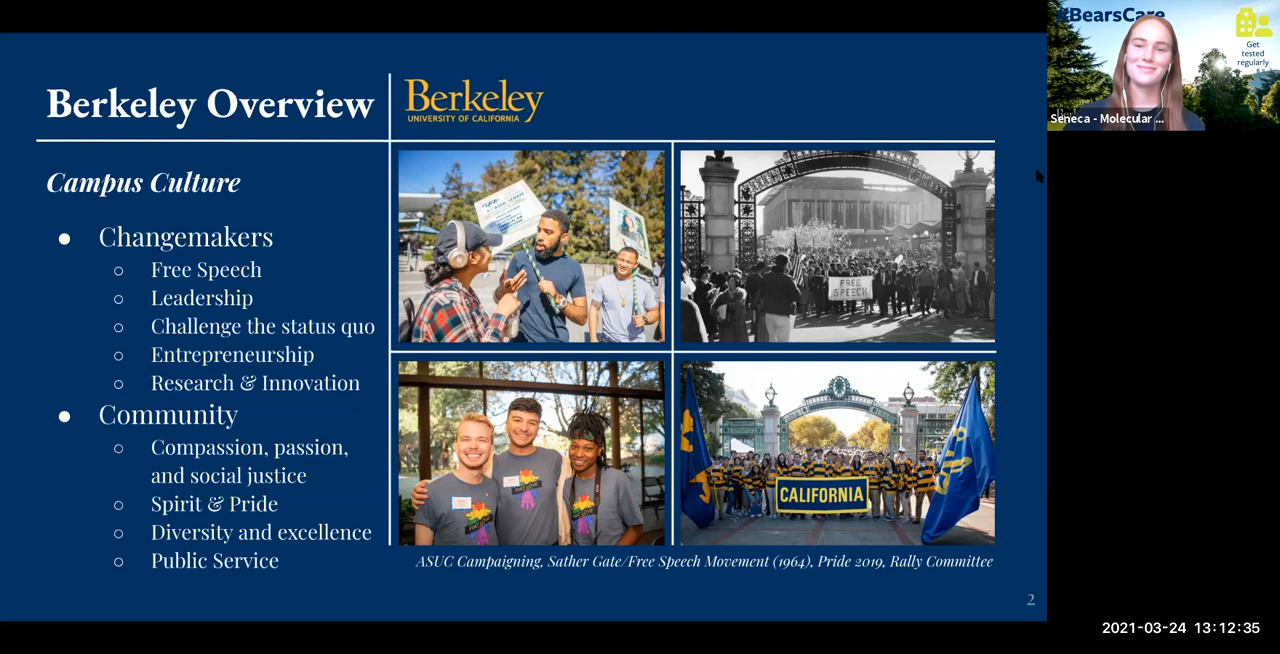 Berkeley Overview
Berkeley
UNIVERSITY OF CALIFORNIA
Campus Culture
● Changemakers
○ Free Speech
○ Leadership
○ Challenge the status quo
○ Entrepreneurship
○ Research & Innovation
● Community
○ Compassion, passion,
and social justice
○ Spirit & Pride
○ Diversity and excellence
○ Public Service
FREE
SPEECH
CALIFORNIA
ASUC Campaigning, Sather Gate/Free Speech Movement (1964), Pride 2019, Rally Committee
2
#BearsCare
Get
tested
regularly
Seneca - Molecular ...
2021-03-24 13:12:35